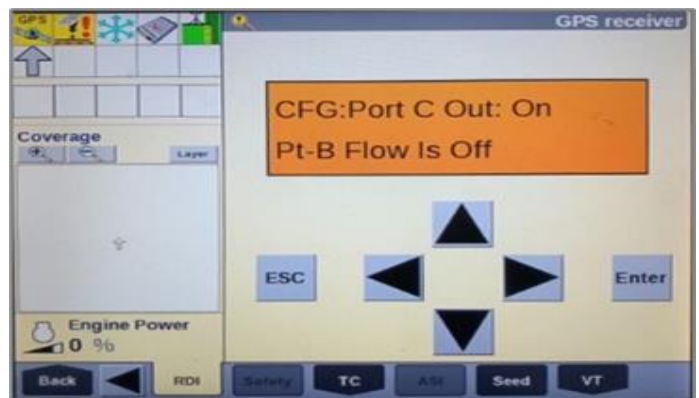 GPS
GPS receiver
CFG:Port C Out: On
Pt-B Flow Is Off
Coverage
Layer
ESC
Enter
Engine Power
0 %
Back
RDI
Safety
TC
ASI
Seed
VT